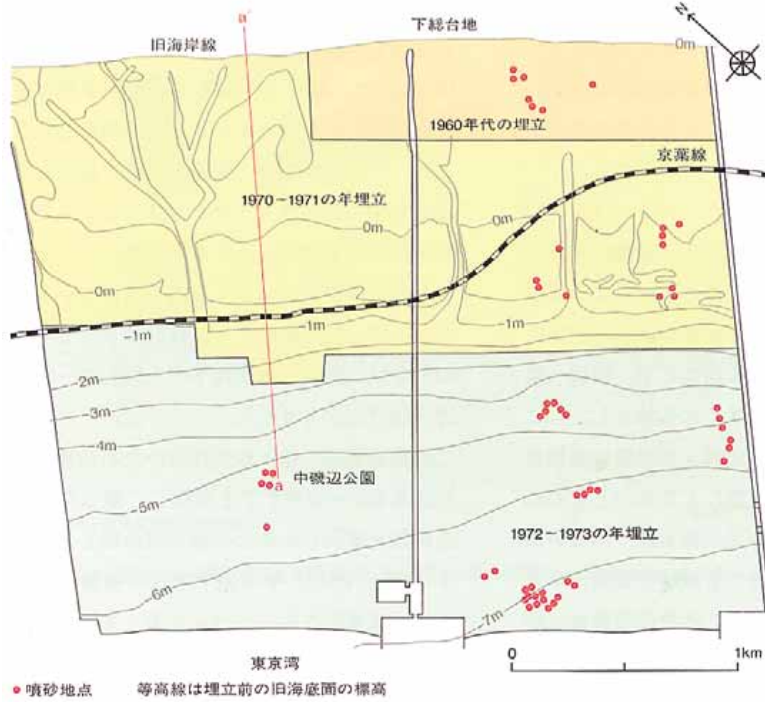 a'
下総台地
N
旧海岸線
0m
1960年代の埋立
京葉線
1970-1971の年埋立
0m
0m
0m
-1m
-1m
-1m
-2m
-3m
-4m
中磯辺公園
a
-5m
1972~1973の年埋立
-6m
-7m
東京湾
0 1km
噴砂地点 等高線は埋立前の旧海底面の標高